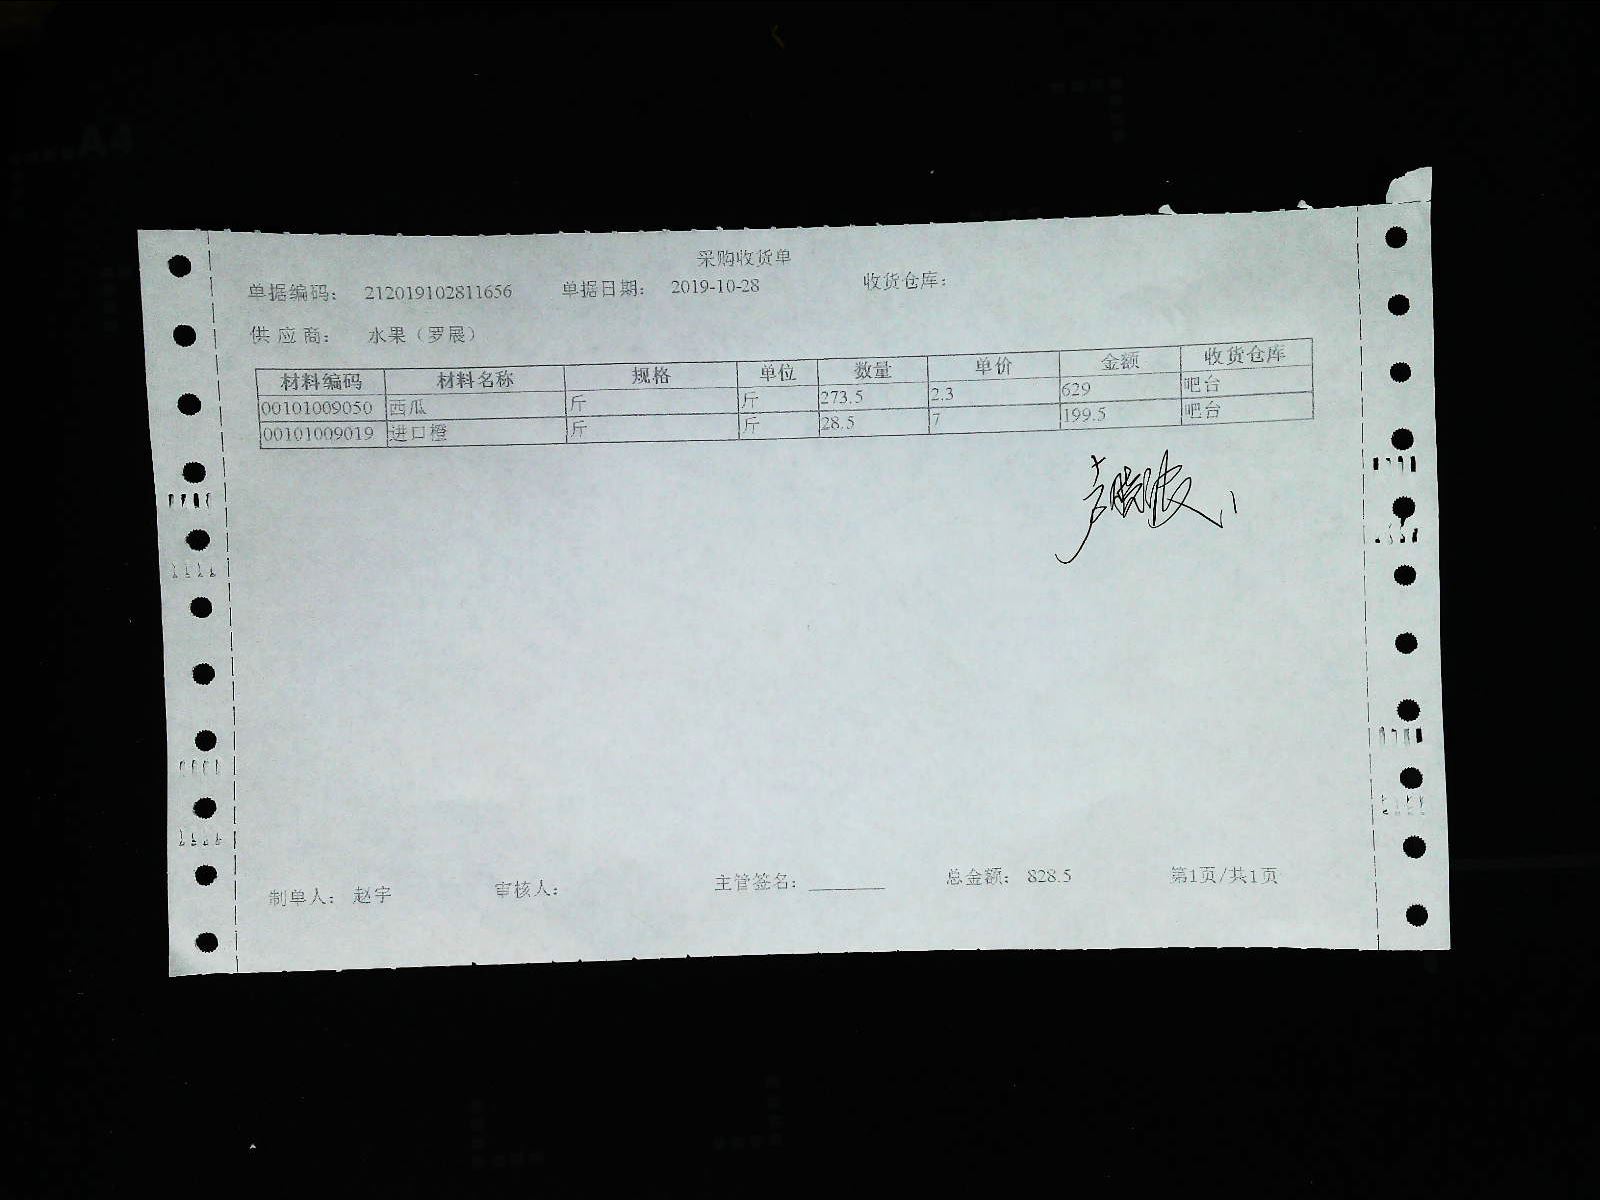 采购收货单
单据编码： 212019102811656 单据日期： 2019-10-28 收货仓库：
供应商： 水果（罗展）
材料编码 材料名称 规格 单位 数量 单价 金额 收货仓库
00101009050 西瓜 斤 斤 273.5 2.3 629 吧台
00101009019 进口橙 斤 斤 28.5 7 199.5 吧台
制单人： 赵宇 审核人： 主管签名：________ 总金额： 828.5 第1页/共1页